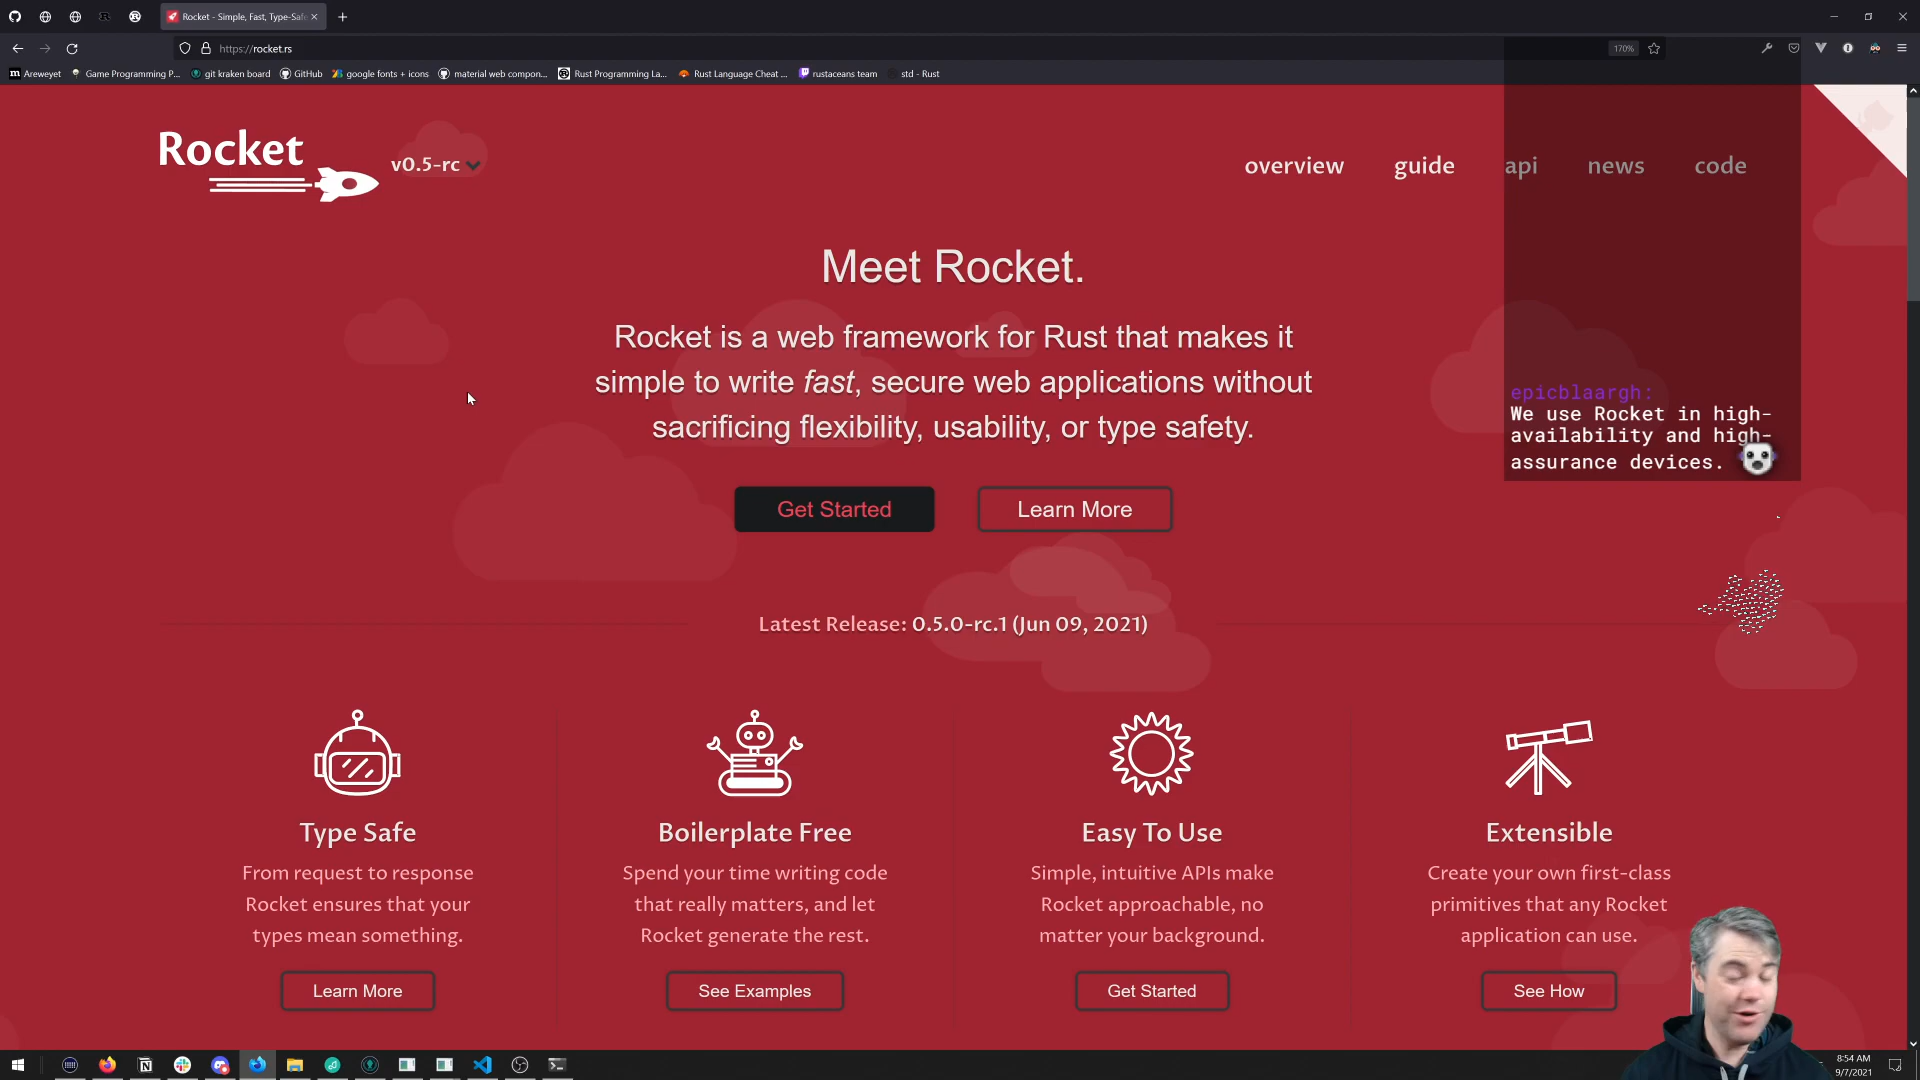 Rocket - Simple, Fast, Type-Safe
https://rocket.rs
170%
Areweyet
Game Programming P...
git kraken board
GitHub
google fonts + icons
material web compon...
Rust Programming La...
Rust Language Cheat ...
rustaceans team
std - Rust
Rocket
v0.5-rc
overview
guide
api
news
code
Meet Rocket.
Rocket is a web framework for Rust that makes it
simple to write fast, secure web applications without
sacrificing flexibility, usability, or type safety.
epicblaargh:
We use Rocket in high-
availability and high-
assurance devices.
Get Started
Learn More
Latest Release: 0.5.0-rc.1 (Jun 09, 2021)
Type Safe
From request to response
Rocket ensures that your
types mean something.
Learn More
Boilerplate Free
Spend your time writing code
that really matters, and let
Rocket generate the rest.
See Examples
Easy To Use
Simple, intuitive APIs make
Rocket approachable, no
matter your background.
Get Started
Extensible
Create your own first-class
primitives that any Rocket
application can use.
See How
8:54 AM
9/7/2021